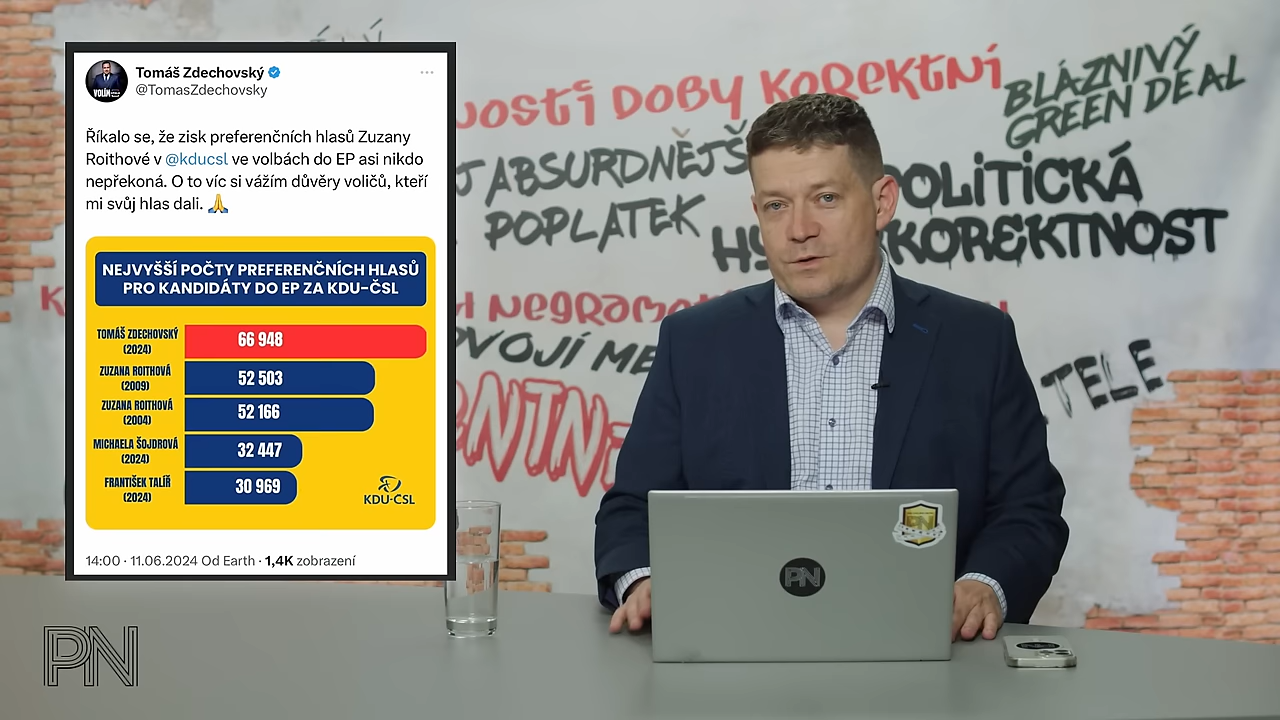 Tomáš Zdechovský
@TomasZdechovsky
Říkalo se, že zisk preferenčních hlasů Zuzany
Roithové v @kducsl ve volbách do EP asi nikdo
nepřekoná. O to víc si vážím důvěry voličů, kteří
mi svůj hlas dali. 🙏
NEJVYŠŠÍ POČTY PREFERENČNÍCH HLASŮ
PRO KANDIDÁTY DO EP ZA KDU-ČSL
TOMÁŠ ZDECHOVSKÝ
(2024)
66 948
ZUZANA ROITHOVÁ
(2009)
52 503
ZUZANA ROITHOVÁ
(2004)
52 166
MICHAELA ŠOJDROVÁ
(2024)
32 447
FRANTIŠEK TALÍŘ
(2024)
30 969
KDU-ČSL
14:00 · 11.06.2024 Od Earth · 1,4K zobrazení
DOBY KOREKTNÍ
BLÁZNIVÝ
GREEN DEAL
ABSURDNĚJŠ
POPLATEK
POLITICKÁ
KOREKTNOST
TELE
PN
PN